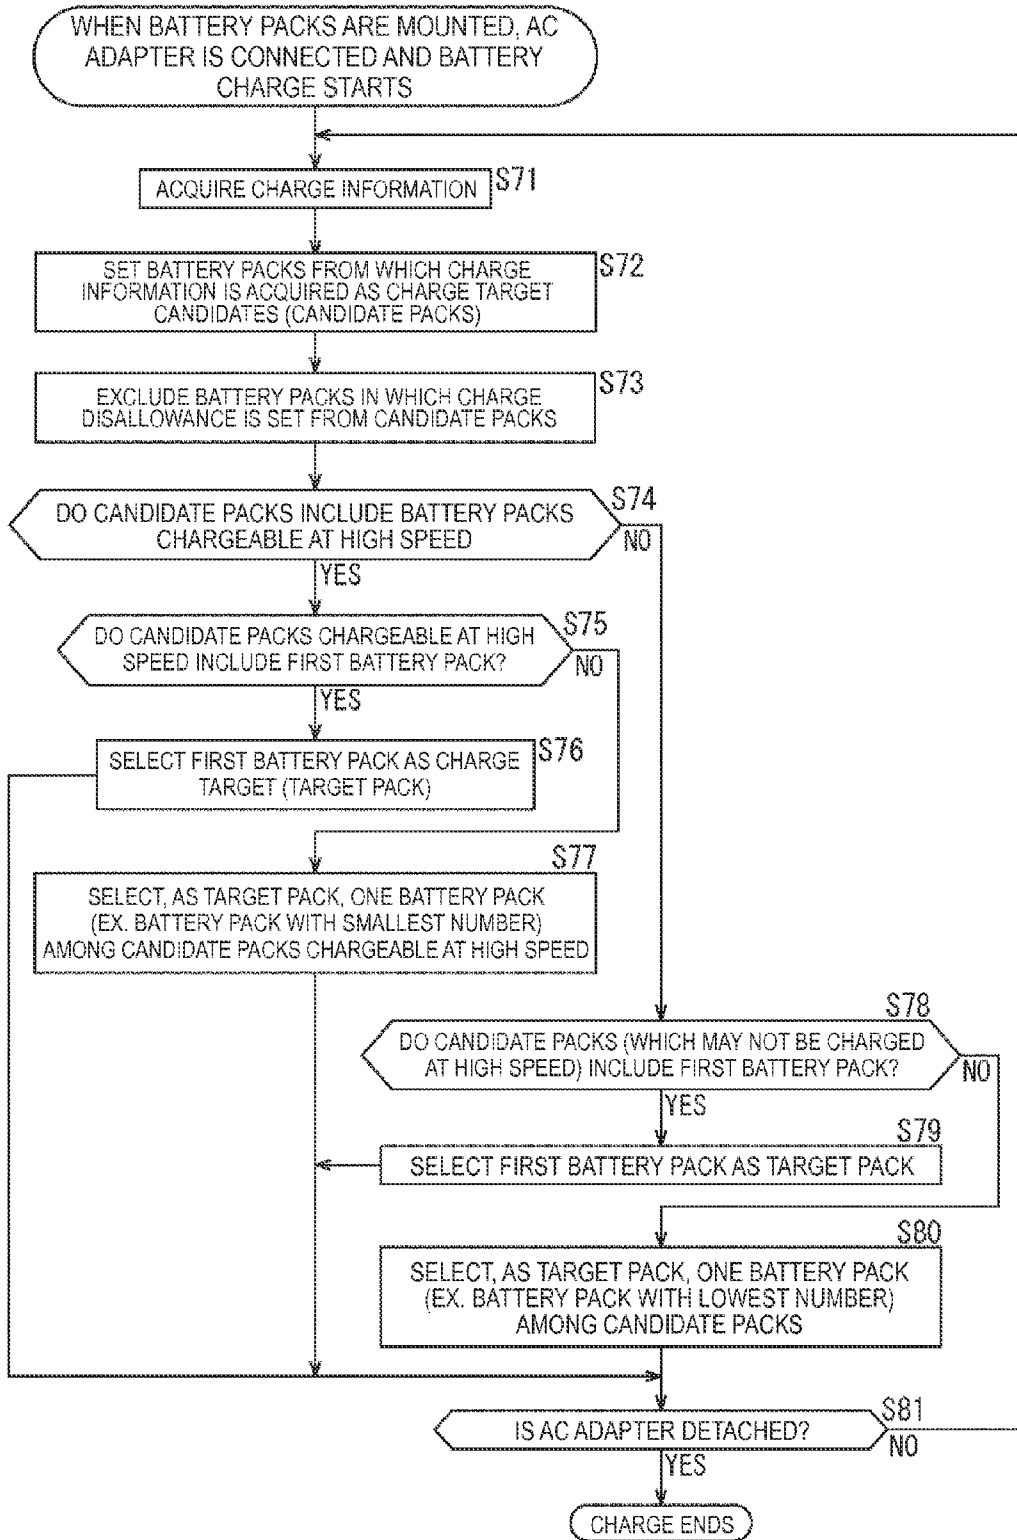 WHEN BATTERY PACKS ARE MOUNTED, AC
ADAPTER IS CONNECTED AND BATTERY
CHARGE STARTS
S71
ACQUIRE CHARGE INFORMATION
S72
SET BATTERY PACKS FROM WHICH CHARGE
INFORMATION IS ACQUIRED AS CHARGE TARGET
CANDIDATES (CANDIDATE PACKS)
S73
EXCLUDE BATTERY PACKS IN WHICH CHARGE
DISALLOWANCE IS SET FROM CANDIDATE PACKS
S74
DO CANDIDATE PACKS INCLUDE BATTERY PACKS
CHARGEABLE AT HIGH SPEED
NO
YES
S75
DO CANDIDATE PACKS CHARGEABLE AT HIGH
SPEED INCLUDE FIRST BATTERY PACK?
NO
YES
S76
SELECT FIRST BATTERY PACK AS CHARGE
TARGET (TARGET PACK)
S77
SELECT, AS TARGET PACK, ONE BATTERY PACK
(EX. BATTERY PACK WITH SMALLEST NUMBER)
AMONG CANDIDATE PACKS CHARGEABLE AT HIGH SPEED
S78
DO CANDIDATE PACKS (WHICH MAY NOT BE CHARGED
AT HIGH SPEED) INCLUDE FIRST BATTERY PACK?
NO
YES
S79
SELECT FIRST BATTERY PACK AS TARGET PACK
S80
SELECT, AS TARGET PACK, ONE BATTERY PACK
(EX. BATTERY PACK WITH LOWEST NUMBER)
AMONG CANDIDATE PACKS
S81
IS AC ADAPTER DETACHED?
NO
YES
CHARGE ENDS